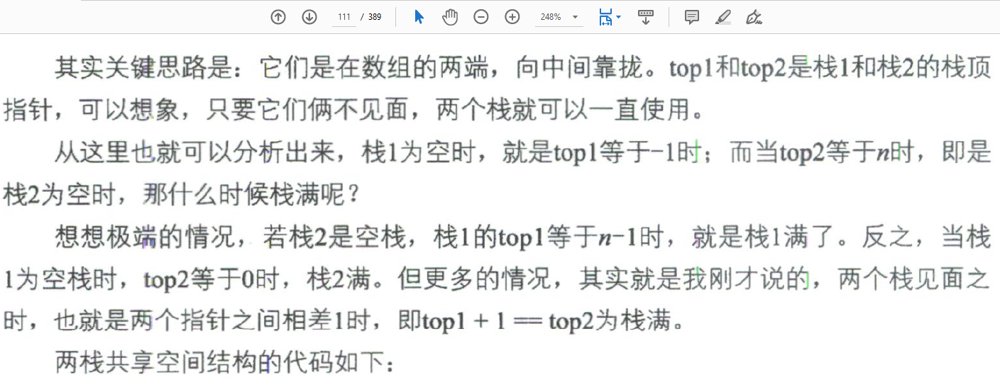 111 / 389 248%
其实关键思路是：它们是在数组的两端，向中间靠拢。top1和top2是栈1和栈2的栈顶
指针，可以想象，只要它们俩不见面，两个栈就可以一直使用。
从这里也就可以分析出来，栈1为空时，就是top1等于-1时；而当top2等于n时，即是
栈2为空时，那什么时候栈满呢？
想想极端的情况，若栈2是空栈，栈1的top1等于n-1时，就是栈1满了。反之，当栈
1为空栈时，top2等于0时，栈2满。但更多的情况，其实就是我刚才说的，两个栈见面之
时，也就是两个指针之间相差1时，即top1 + 1 == top2为栈满。
两栈共享空间结构的代码如下：